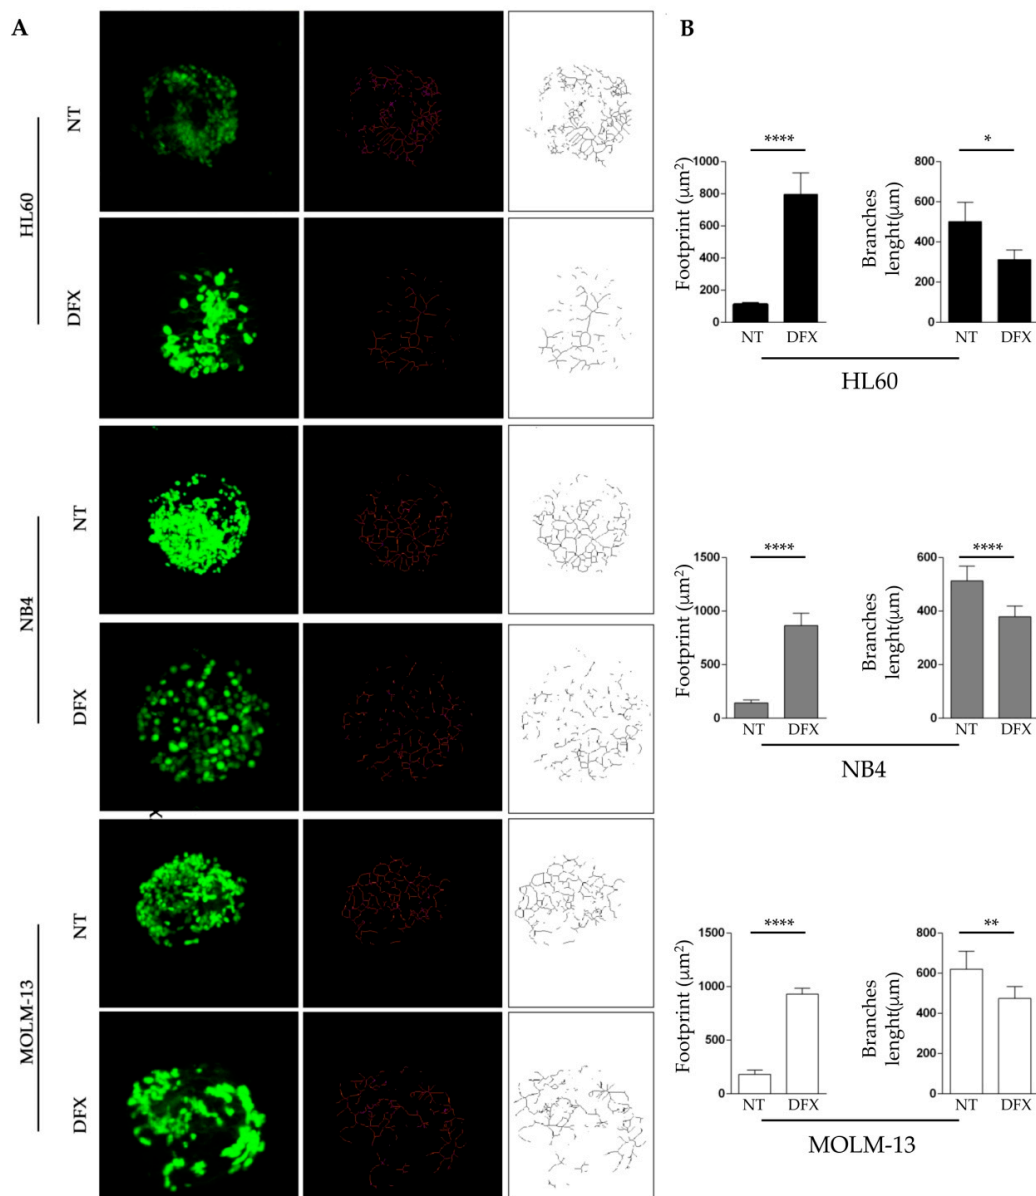 A
B
HL60
NT
DFX
NB4
NT
DFX
MOLM-13
NT
DFX
****
Footprint (μm²)
1000
800
600
400
200
0
NT DFX
*
Branches
lenght(μm)
800
600
400
200
0
NT DFX
HL60
****
Footprint (μm²)
1500
1000
500
0
NT DFX
****
Branches
lenght(μm)
600
400
200
0
NT DFX
NB4
****
Footprint (μm²)
1500
1000
500
0
NT DFX
**
Branches
lenght(μm)
800
600
400
200
0
NT DFX
MOLM-13